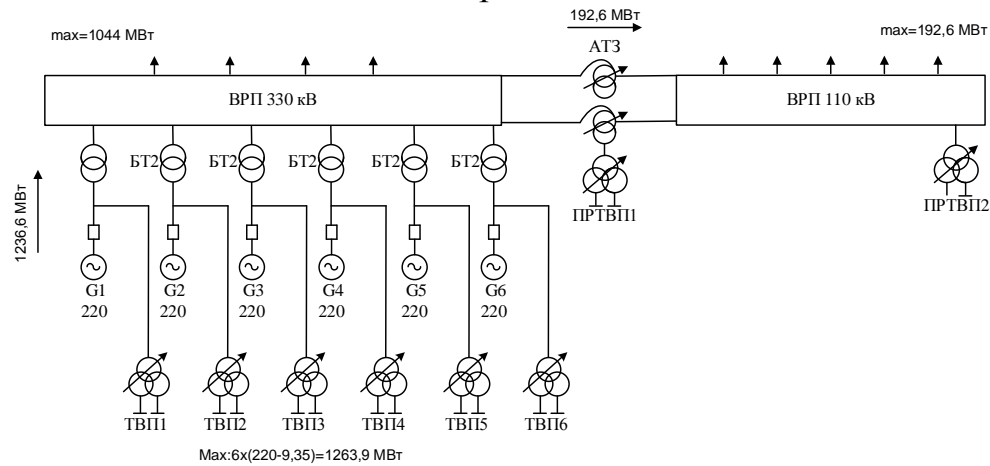 192,6 МВт
max=1044 МВт
АТЗ
max=192,6 МВт
ВРП 330 кВ
ВРП 110 кВ
БТ2
БТ2
БТ2
БТ2
БТ2
1236,6 МВт
ПРТВП1
ПРТВП2
G1
220
G2
220
G3
220
G4
220
G5
220
G6
220
ТВП1
ТВП2
ТВП3
ТВП4
ТВП5
ТВП6
Max:6x(220-9,35)=1263,9 МВт